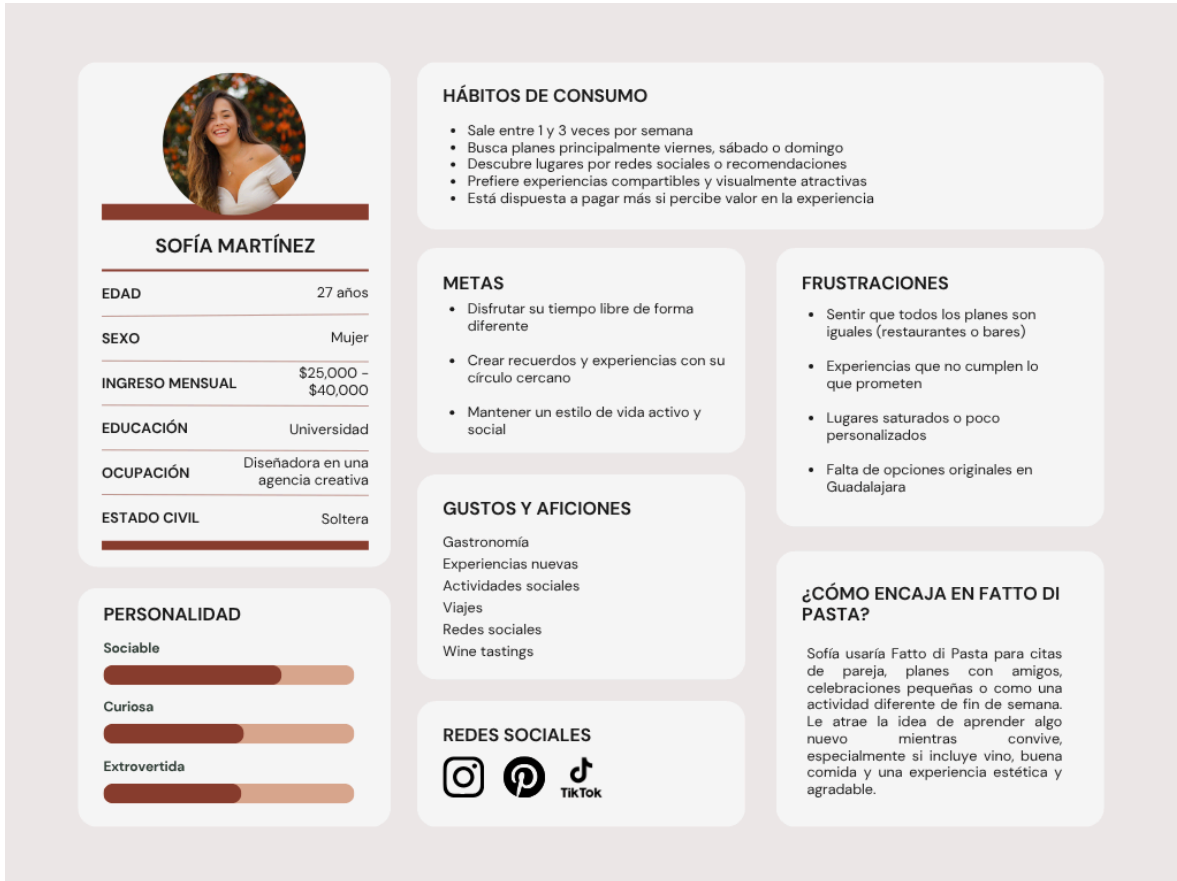 SOFÍA MARTÍNEZ
EDAD 27 años
SEXO Mujer
INGRESO MENSUAL $25,000 -
$40,000
EDUCACIÓN Universidad
OCUPACIÓN Diseñadora en una
agencia creativa
ESTADO CIVIL Soltera
PERSONALIDAD
Sociable
Curiosa
Extrovertida
HÁBITOS DE CONSUMO
• Sale entre 1 y 3 veces por semana
• Busca planes principalmente viernes, sábado o domingo
• Descubre lugares por redes sociales o recomendaciones
• Prefiere experiencias compartibles y visualmente atractivas
• Está dispuesta a pagar más si percibe valor en la experiencia
METAS
• Disfrutar su tiempo libre de forma
diferente
• Crear recuerdos y experiencias con su
círculo cercano
• Mantener un estilo de vida activo y
social
GUSTOS Y AFICIONES
Gastronomía
Experiencias nuevas
Actividades sociales
Viajes
Redes sociales
Wine tastings
REDES SOCIALES
TikTok
FRUSTRACIONES
• Sentir que todos los planes son
iguales (restaurantes o bares)
• Experiencias que no cumplen lo
que prometen
• Lugares saturados o poco
personalizados
• Falta de opciones originales en
Guadalajara
¿CÓMO ENCAJA EN FATTO DI
PASTA?
Sofía usaría Fatto di Pasta para citas
de pareja, planes con amigos,
celebraciones pequeñas o como una
actividad diferente de fin de semana.
Le atrae la idea de aprender algo
nuevo mientras convive,
especialmente si incluye vino, buena
comida y una experiencia estética y
agradable.